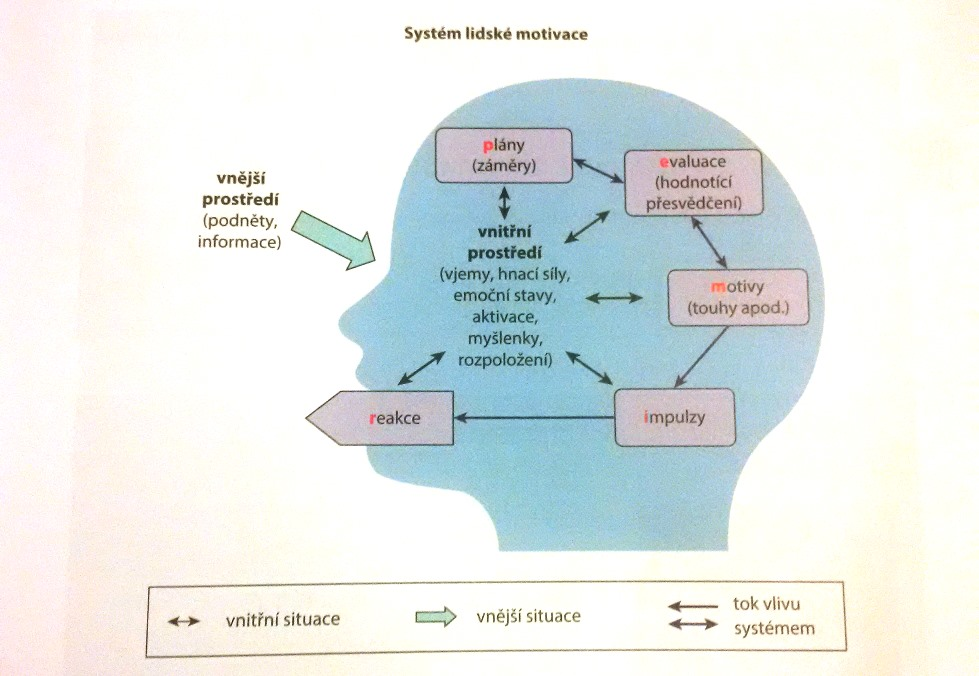 Systém lidské motivace
vnější
prostředí
(podněty,
informace)
plány
(záměry)
evaluace
(hodnotící
přesvědčení)
vnitřní
prostředí
(vjemy, hnací síly,
emoční stavy,
aktivace,
myšlenky,
rozpoložení)
motivy
(touhy apod.)
impulzy
reakce
vnitřní situace
vnější situace
tok vlivu
systémem